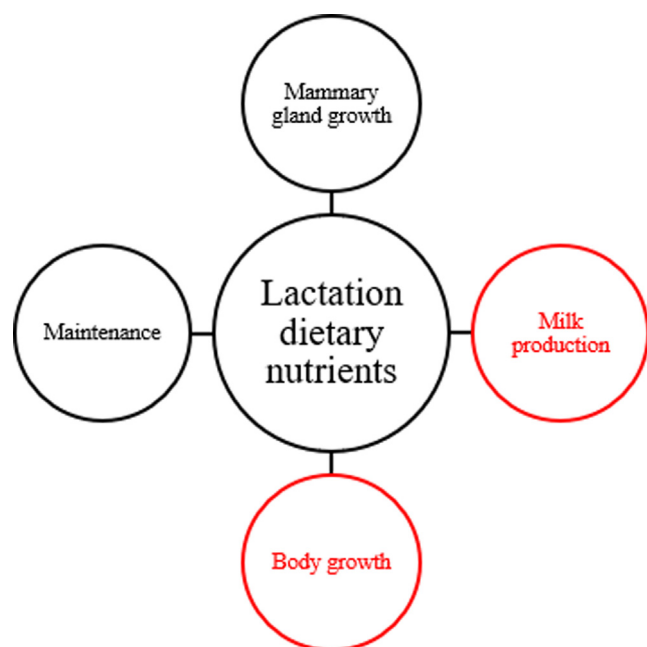 Mammary
gland growth
Lactation
dietary
nutrients
Maintenance
Milk
production
Body growth